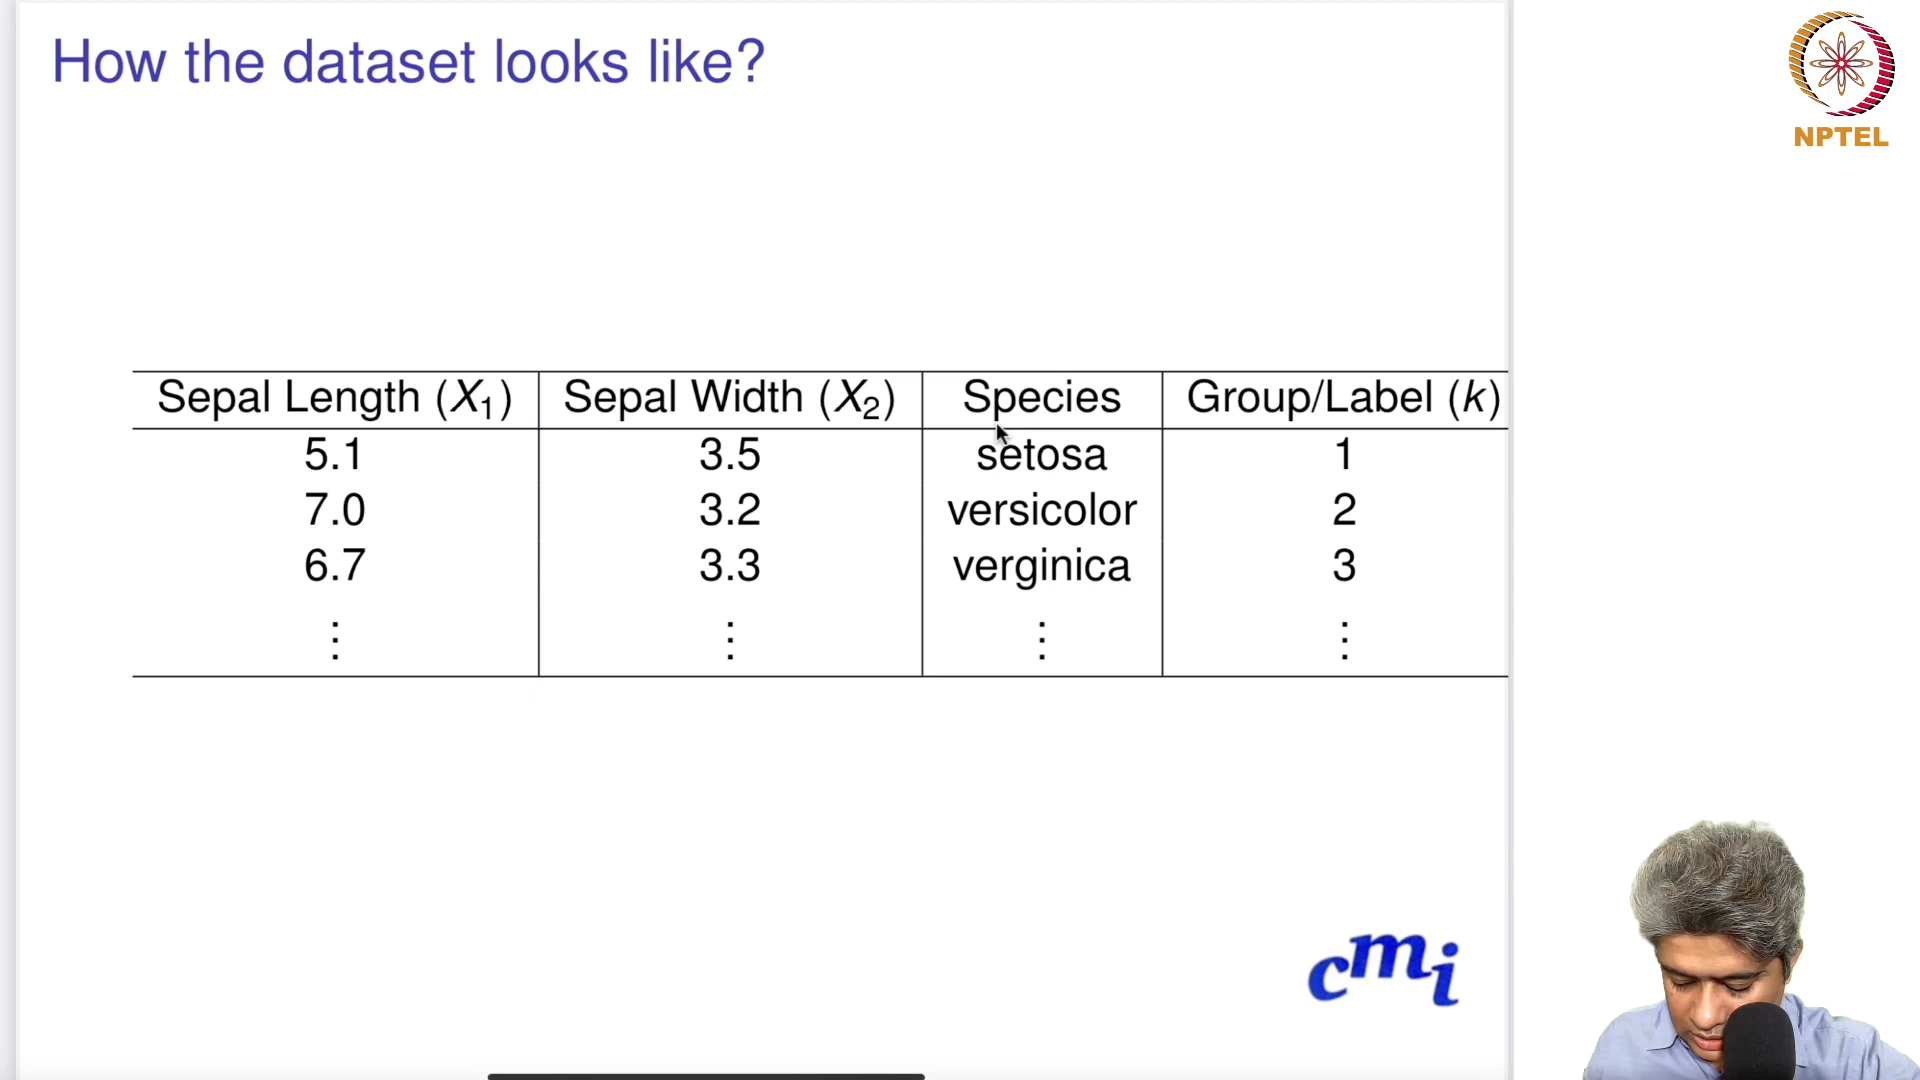 How the dataset looks like?
NPTEL
Sepal Length (X₁) Sepal Width (X₂) Species Group/Label (k)
5.1 3.5 setosa 1
7.0 3.2 versicolor 2
6.7 3.3 verginica 3
⋮ ⋮ ⋮ ⋮
cmi